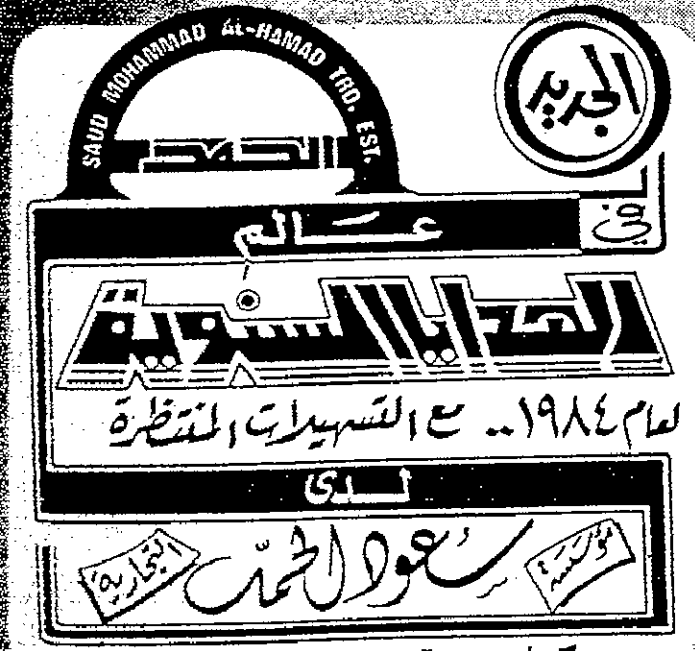 SAUD MOHAMMAD AL-HAMAD TRD. EST.
الحمد
الجديد
في
عالم
الهدايا السنوية
لعام ١٩٨٤.. مع التسهيلات المنتظرة
لدى
مؤسسة سعود الحمد التجارية